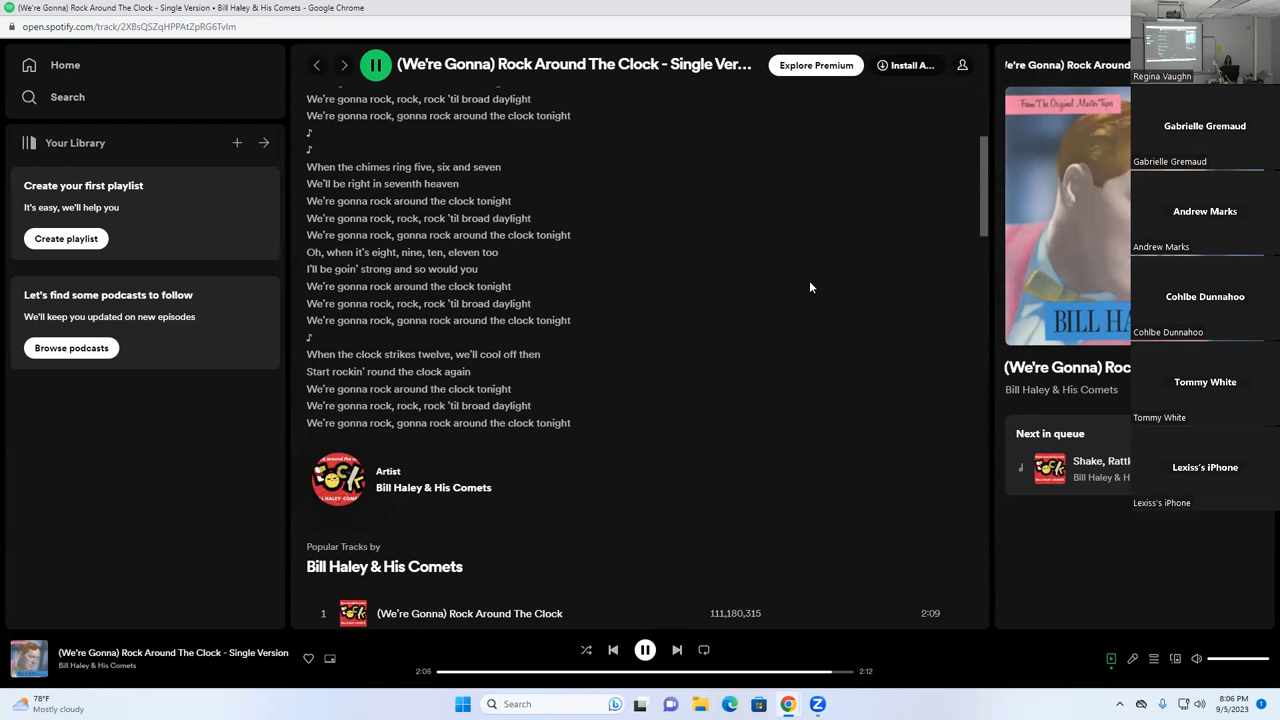 (We're Gonna) Rock Around The Clock - Single Version • Bill Haley & His Comets - Google Chrome
open.spotify.com/track/2XBsQSZqHPPAtZpRG6TvIm
Home
Search
Your Library
Create your first playlist
It's easy, we'll help you
Create playlist
Let's find some podcasts to follow
We'll keep you updated on new episodes
Browse podcasts
(We're Gonna) Rock Around The Clock - Single Ver...
Explore Premium
Install A...
We're gonna rock, rock, rock 'til broad daylight
We're gonna rock, gonna rock around the clock tonight
♪
♪
When the chimes ring five, six and seven
We'll be right in seventh heaven
We're gonna rock around the clock tonight
We're gonna rock, rock, rock 'til broad daylight
We're gonna rock, gonna rock around the clock tonight
Oh, when it's eight, nine, ten, eleven too
I'll be goin' strong and so would you
We're gonna rock around the clock tonight
We're gonna rock, rock, rock 'til broad daylight
We're gonna rock, gonna rock around the clock tonight
♪
When the clock strikes twelve, we'll cool off then
Start rockin' round the clock again
We're gonna rock around the clock tonight
We're gonna rock, rock, rock 'til broad daylight
We're gonna rock, gonna rock around the clock tonight
Artist
Bill Haley & His Comets
Popular Tracks by
Bill Haley & His Comets
1 (We're Gonna) Rock Around The Clock 111,180,315 2:09
e're Gonna) Rock Aroun
From The Original Master Tapes
BILL HA
(We're Gonna) Roc
Bill Haley & His Comets
Next in queue
Shake, Rattl
Bill Haley & H
Regina Vaughn
Gabrielle Gremaud
Gabrielle Gremaud
Andrew Marks
Andrew Marks
Cohlbe Dunnahoo
Cohlbe Dunnahoo
Tommy White
Tommy White
Lexiss's iPhone
Lexiss's iPhone
(We're Gonna) Rock Around The Clock - Single Version
Bill Haley & His Comets
2:05
2:12
78°F
Mostly cloudy
Search
8:06 PM
9/5/2023